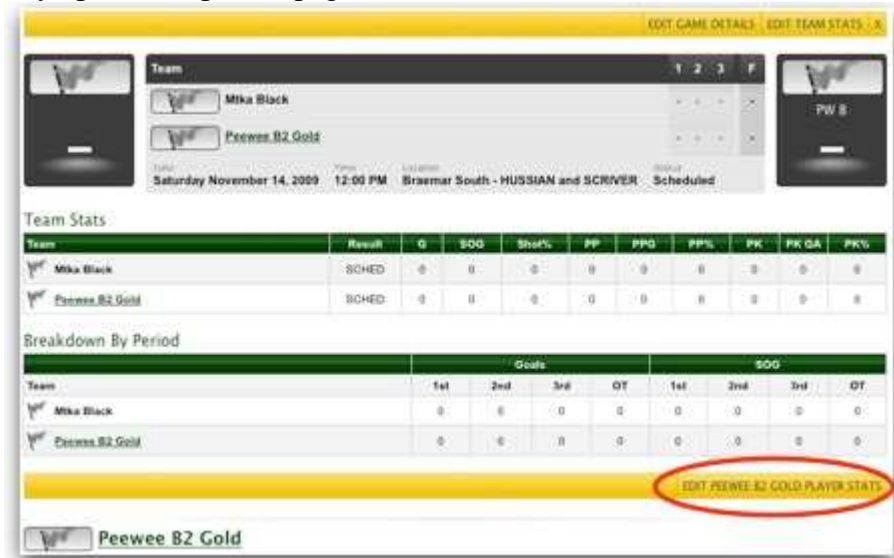 EDIT GAME DETAILS EDIT TEAM STATS X
Team 1 2 3 F
Mtka Black - - - -
Peewee B2 Gold - - - -
PW B
Date Time Location Status
Saturday November 14, 2009 12:00 PM Braemar South - HUSSIAN and SCRIVER Scheduled
Team Stats
Team Result G SOG Shot% PP PPG PP% PK PK GA PK%
Mtka Black SCHED 0 0 0 0 0 0 0 0 0
Peewee B2 Gold SCHED 0 0 0 0 0 0 0 0 0
Breakdown By Period
Goals SOG
Team 1st 2nd 3rd OT 1st 2nd 3rd OT
Mtka Black 0 0 0 0 0 0 0 0
Peewee B2 Gold 0 0 0 0 0 0 0 0
EDIT PEEWEE B2 GOLD PLAYER STATS
Peewee B2 Gold